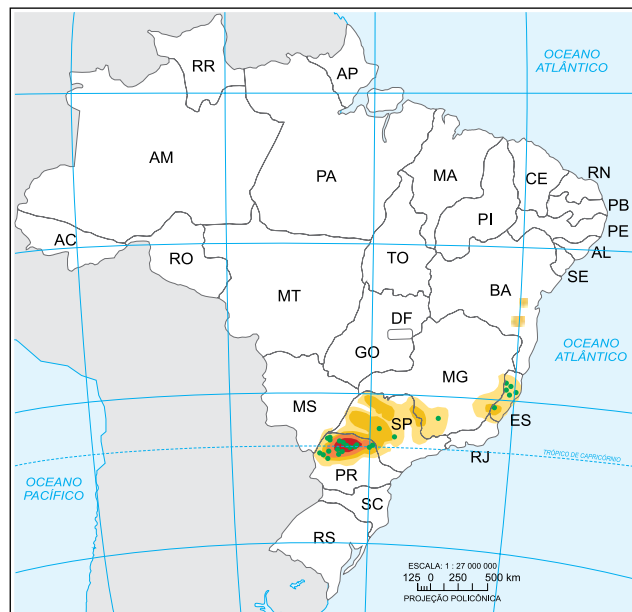 OCEANO
ATLÂNTICO
RR
AP
AM
PA
MA
CE
RN
PB
PI
PE
AL
AC
RO
TO
SE
BA
MT
DF
GO
OCEANO
ATLÂNTICO
MG
MS
SP
ES
RJ
TRÓPICO DE CAPRICÓRNIO
PR
OCEANO
PACÍFICO
SC
RS
ESCALA: 1 : 27 000 000
125 0 250 500 km
PROJEÇÃO POLICÔNICA